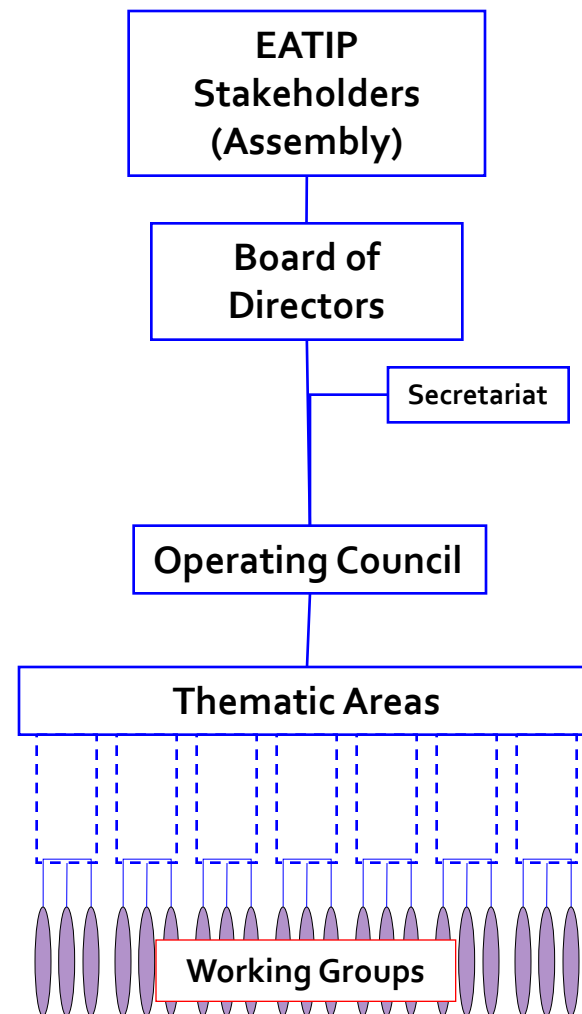 EATIP
Stakeholders
(Assembly)
Board of
Directors
Secretariat
Operating Council
Thematic Areas
Working Groups